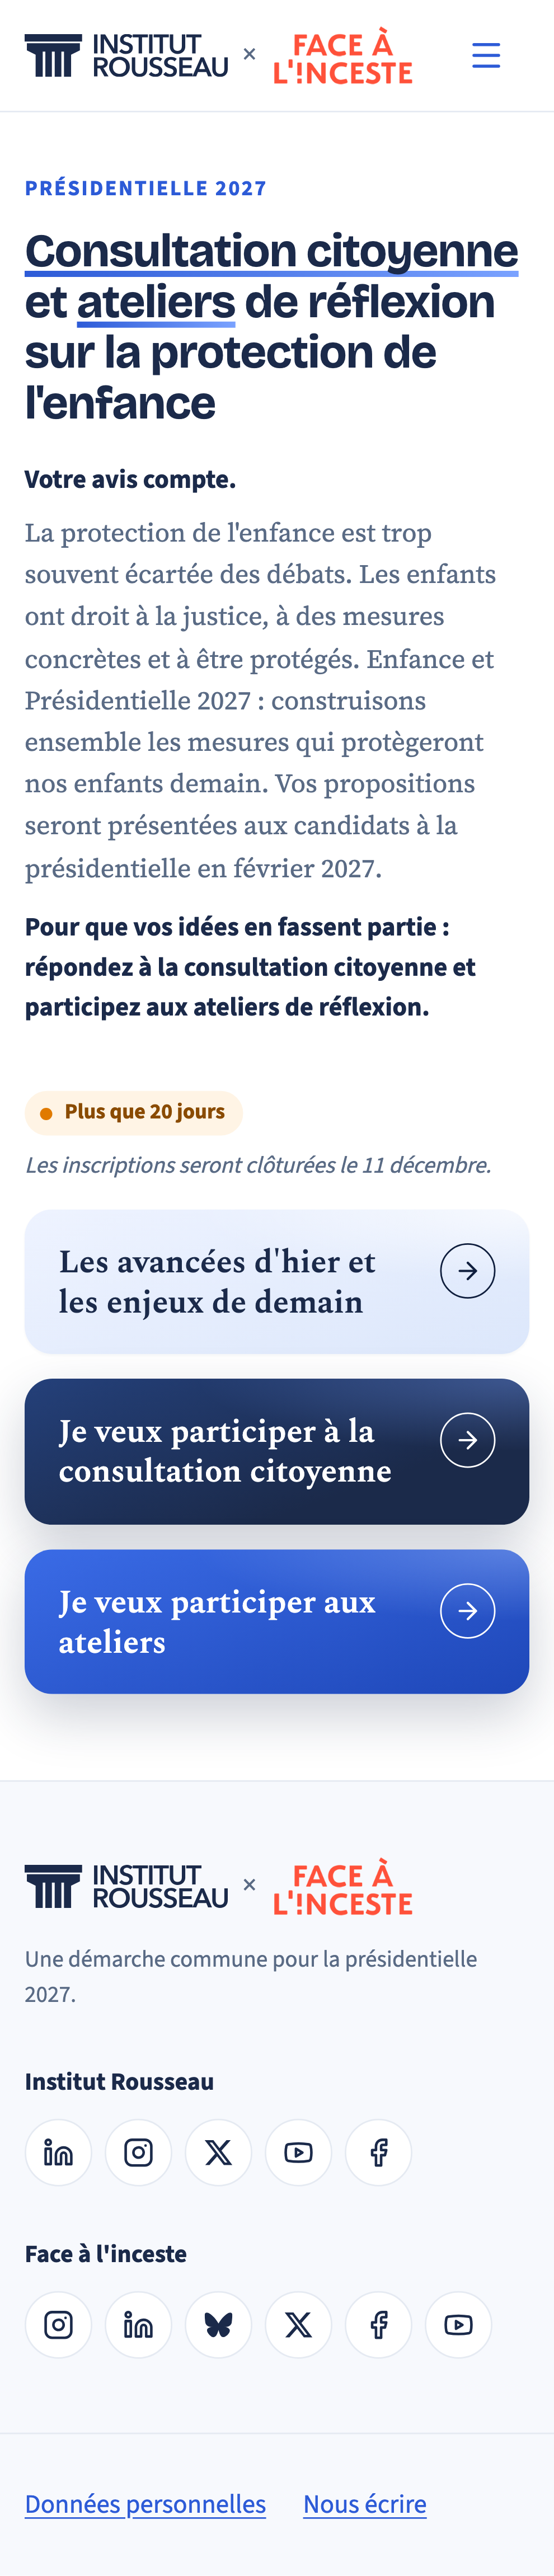 INSTITUT
ROUSSEAU
×
FACE À
L'!NCESTE
PRÉSIDENTIELLE 2027
Consultation citoyenne
et ateliers de réflexion
sur la protection de
l'enfance
Votre avis compte.
La protection de l'enfance est trop
souvent écartée des débats. Les enfants
ont droit à la justice, à des mesures
concrètes et à être protégés. Enfance et
Présidentielle 2027 : construisons
ensemble les mesures qui protègeront
nos enfants demain. Vos propositions
seront présentées aux candidats à la
présidentielle en février 2027.
Pour que vos idées en fassent partie :
répondez à la consultation citoyenne et
participez aux ateliers de réflexion.
Plus que 20 jours
Les inscriptions seront clôturées le 11 décembre.
Les avancées d'hier et
les enjeux de demain
Je veux participer à la
consultation citoyenne
Je veux participer aux
ateliers
INSTITUT
ROUSSEAU
×
FACE À
L'!NCESTE
Une démarche commune pour la présidentielle
2027.
Institut Rousseau
Face à l'inceste
Données personnelles
Nous écrire